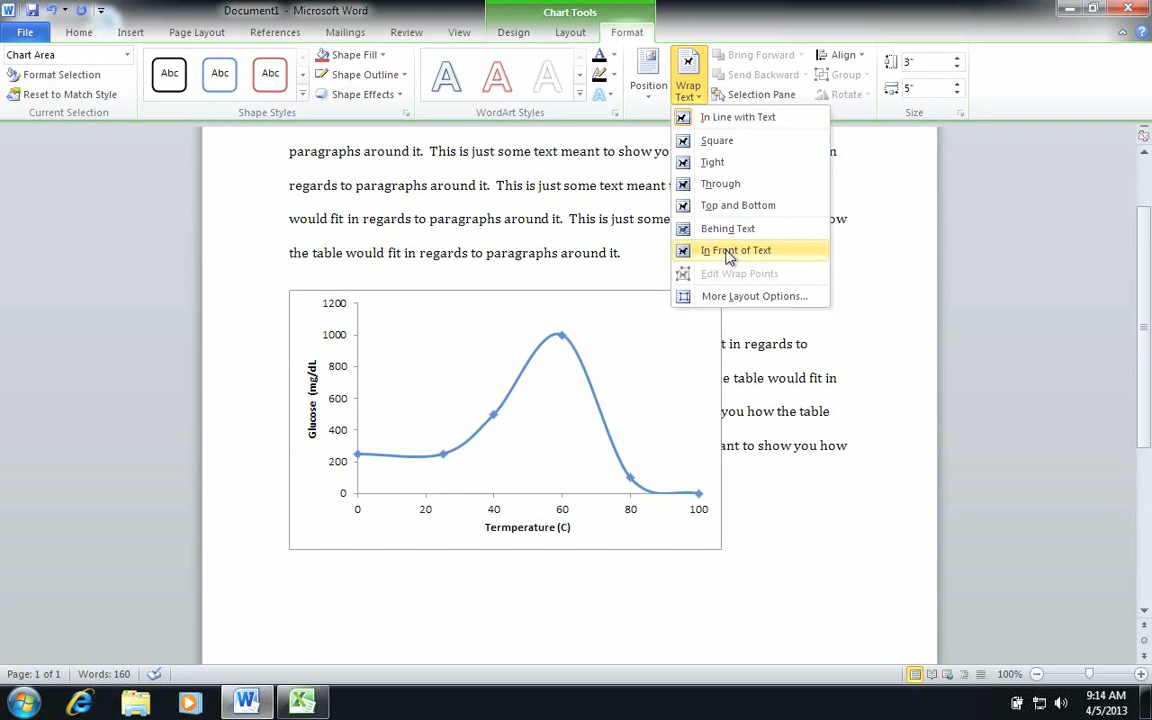 Document1 - Microsoft Word
Chart Tools
File Home Insert Page Layout References Mailings Review View Design Layout Format
Chart Area
Format Selection
Reset to Match Style
Current Selection
Abc Abc Abc
Shape Fill
Shape Outline
Shape Effects
Shape Styles
A A A
WordArt Styles
Position
Wrap Text
Bring Forward
Send Backward
Selection Pane
Align
Group
Rotate
3"
5"
Size
In Line with Text
Square
Tight
Through
Top and Bottom
Behind Text
In Front of Text
Edit Wrap Points
More Layout Options...
paragraphs around it. This is just some text meant to show you
regards to paragraphs around it. This is just some text meant t
would fit in regards to paragraphs around it. This is just some
the table would fit in regards to paragraphs around it.
t in regards to
e table would fit in
you how the table
ant to show you how
Glucose (mg/dL
1200
1000
800
600
400
200
0
0 20 40 60 80 100
Termperature (C)
Page: 1 of 1 Words: 160
100%
9:14 AM
4/5/2013